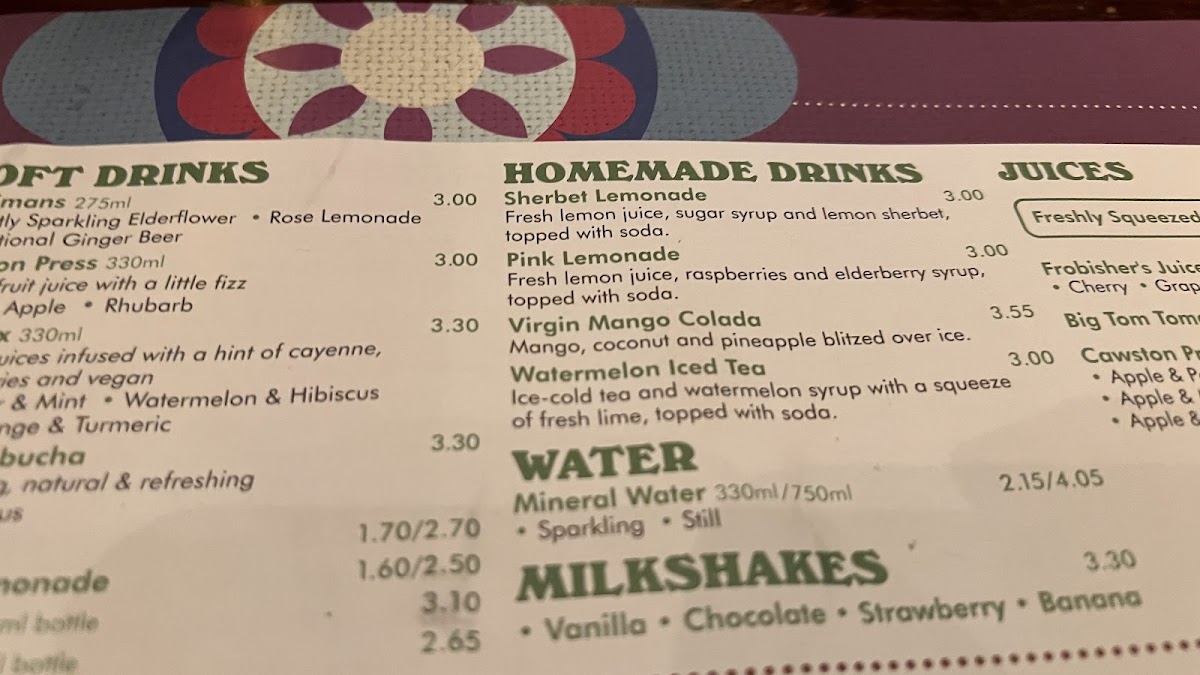 OFT DRINKS
mans 275ml 3.00
tly Sparkling Elderflower • Rose Lemonade
tional Ginger Beer
on Press 330ml 3.00
fruit juice with a little fizz
Apple • Rhubarb
x 330ml 3.30
uices infused with a hint of cayenne,
ies and vegan
& Mint • Watermelon & Hibiscus
nge & Turmeric
bucha 3.30
g, natural & refreshing
us
1.70/2.70
1.60/2.50
monade 3.10
ml bottle 2.65
l bottle
HOMEMADE DRINKS
Sherbet Lemonade 3.00
Fresh lemon juice, sugar syrup and lemon sherbet,
topped with soda.
Pink Lemonade 3.00
Fresh lemon juice, raspberries and elderberry syrup,
topped with soda.
Virgin Mango Colada 3.55
Mango, coconut and pineapple blitzed over ice.
Watermelon Iced Tea 3.00
Ice-cold tea and watermelon syrup with a squeeze
of fresh lime, topped with soda.
WATER
Mineral Water 330ml/750ml 2.15/4.05
• Sparkling • Still
MILKSHAKES 3.30
• Vanilla • Chocolate • Strawberry • Banana
JUICES
Freshly Squeezed
Frobisher's Juice
• Cherry • Grap
Big Tom Toma
Cawston Pr
• Apple & P
• Apple &
• Apple &